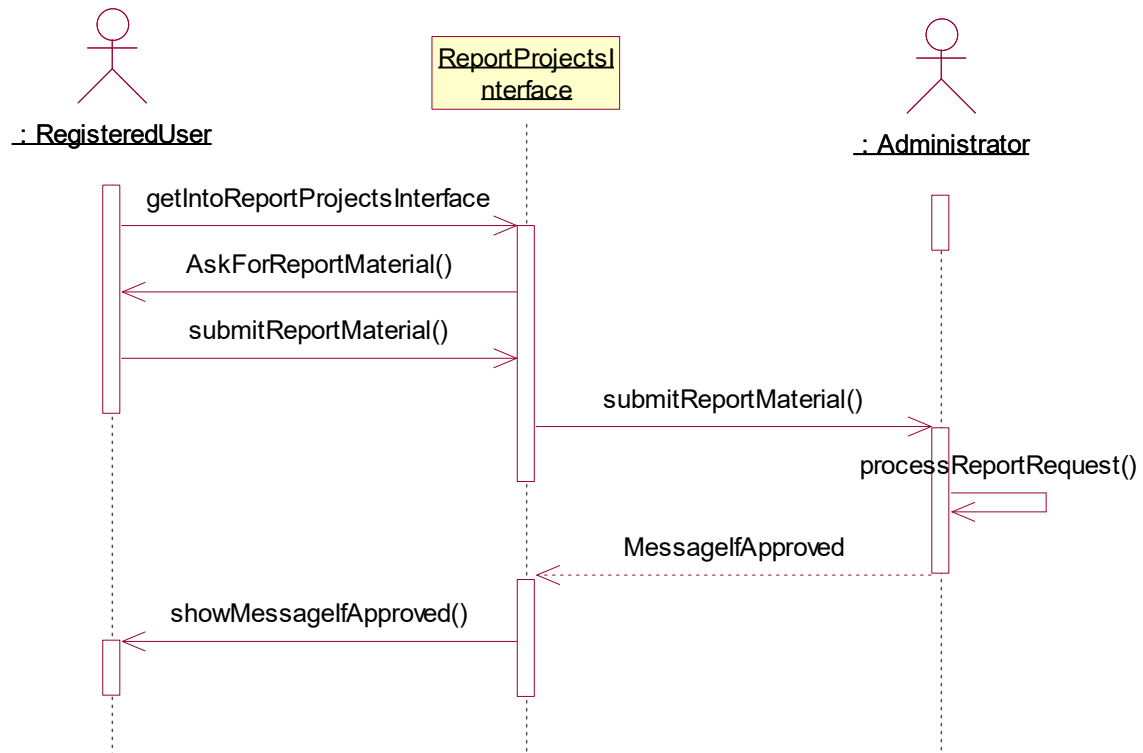 ReportProjectsI
nterface
: RegisteredUser
: Administrator
getIntoReportProjectsInterface
AskForReportMaterial()
submitReportMaterial()
submitReportMaterial()
processReportRequest()
MessageIfApproved
showMessageIfApproved()